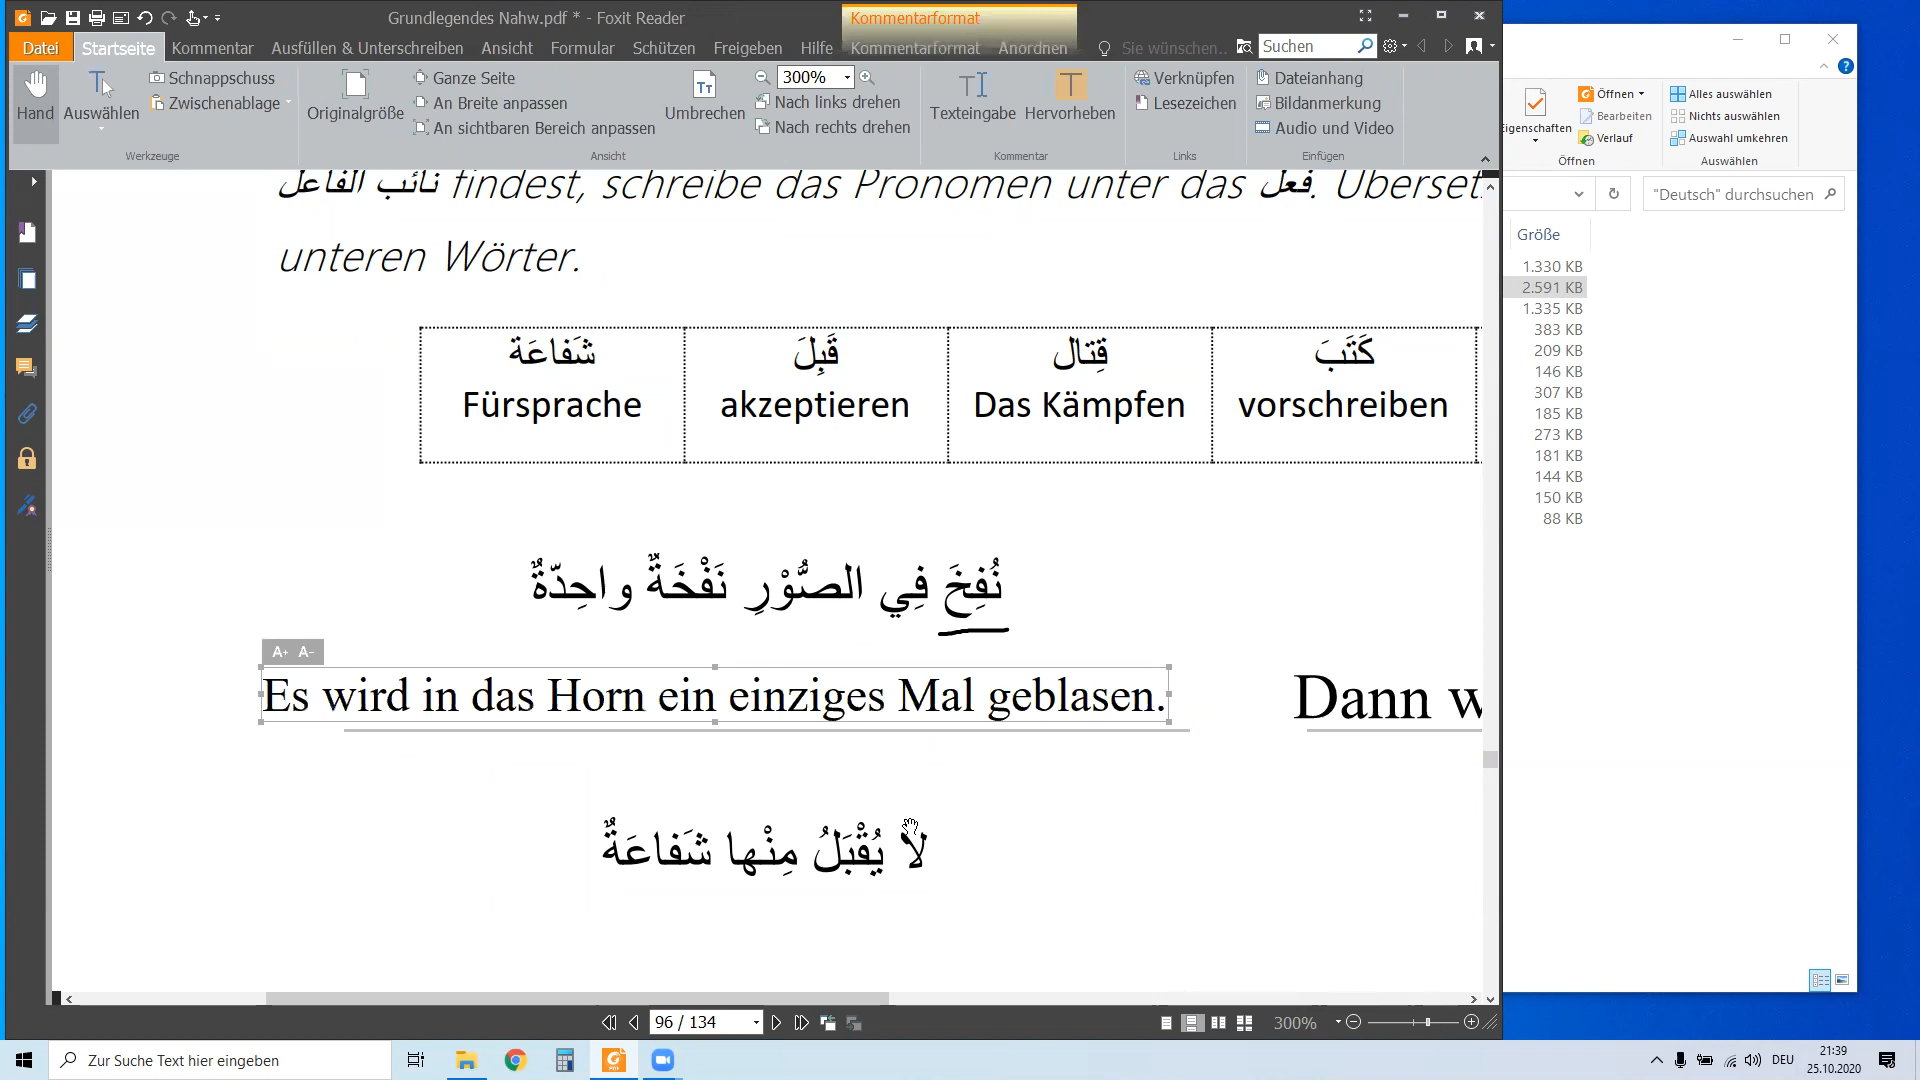 Grundlegendes Nahw.pdf * - Foxit Reader
Kommentarformat
Datei Startseite Kommentar Ausfüllen & Unterschreiben Ansicht Formular Schützen Freigeben Hilfe Kommentarformat Anordnen Sie wünschen.. Suchen
Hand
Auswählen
Schnappschuss
Zwischenablage
Werkzeuge
Originalgröße
Ganze Seite
An Breite anpassen
An sichtbaren Bereich anpassen
Umbrechen
300%
Nach links drehen
Nach rechts drehen
Ansicht
Texteingabe
Hervorheben
Kommentar
Verknüpfen
Lesezeichen
Links
Dateianhang
Bildanmerkung
Audio und Video
Einfügen
Eigenschaften
Öffnen
Bearbeiten
Verlauf
Öffnen
Alles auswählen
Nichts auswählen
Auswahl umkehren
Auswählen
"Deutsch" durchsuchen
Größe
1.330 KB
2.591 KB
1.335 KB
383 KB
209 KB
146 KB
307 KB
185 KB
273 KB
181 KB
144 KB
150 KB
88 KB
نائب الفاعل findest, schreibe das Pronomen unter das فعل. Überset
unteren Wörter.
شَفاعَة
Fürsprache
قَبِلَ
akzeptieren
قِتال
Das Kämpfen
كَتَبَ
vorschreiben
نُفِخَ فِي الصُّوْرِ نَفْخَةٌ واحِدّةٌ
A+ A-
Es wird in das Horn ein einziges Mal geblasen.
Dann w
لاَ يُقْبَلُ مِنْها شَفاعَةٌ
96 / 134
300%
Zur Suche Text hier eingeben
DEU
21:39
25.10.2020